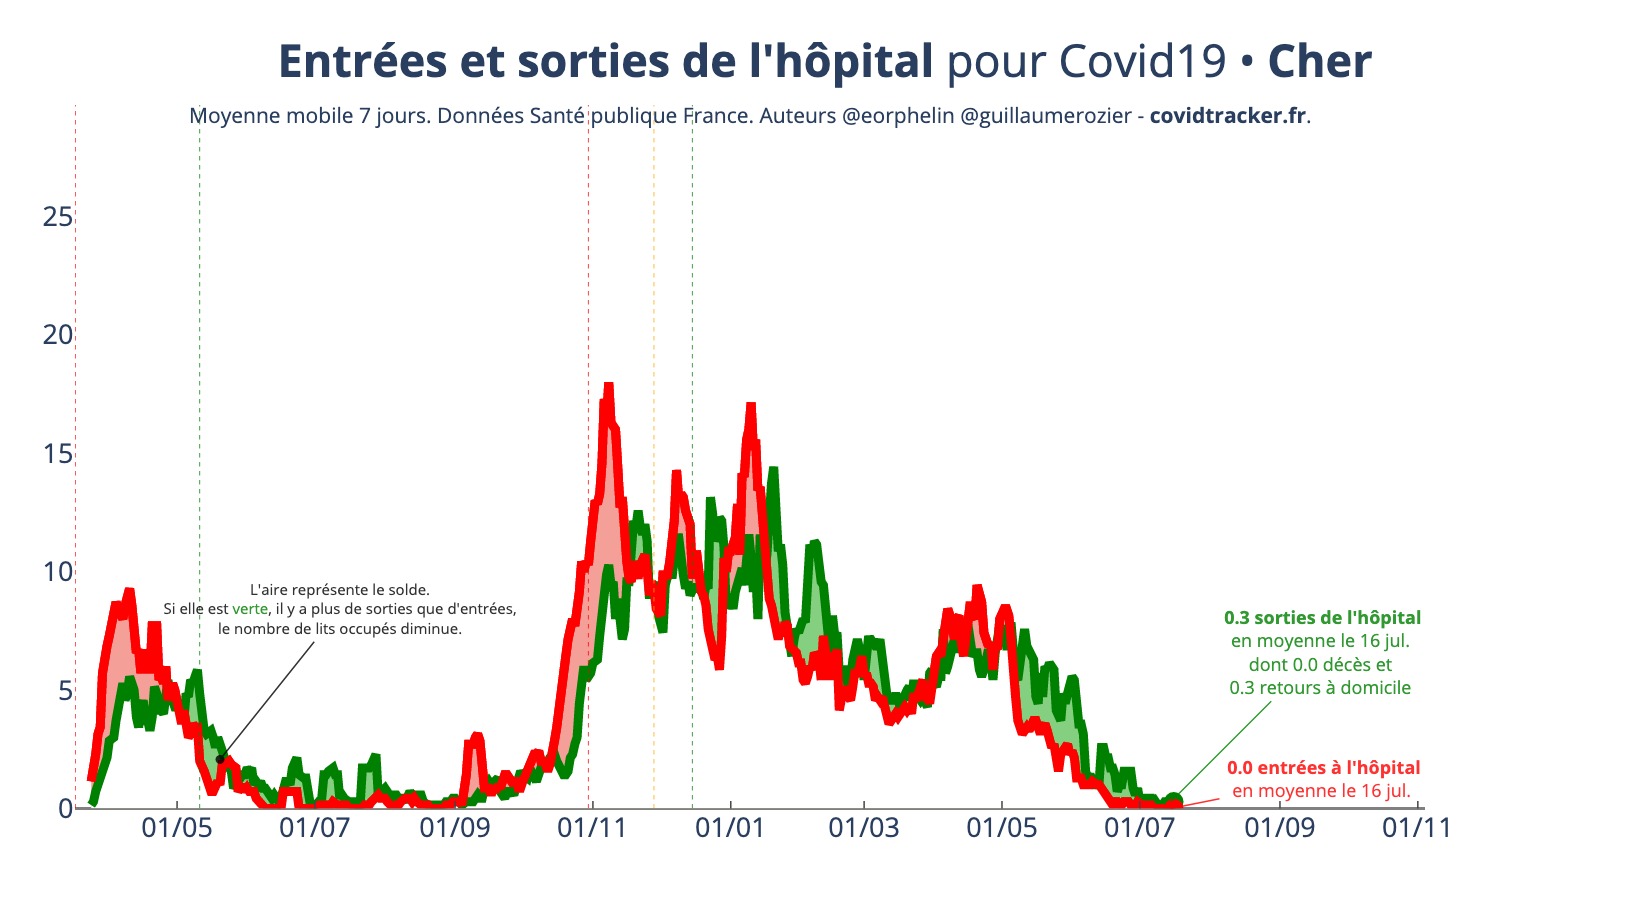 Entrées et sorties de l'hôpital pour Covid19 • Cher
Moyenne mobile 7 jours. Données Santé publique France. Auteurs @eorphelin @guillaumerozier - covidtracker.fr.
25
20
15
10
5
0
L'aire représente le solde.
Si elle est verte, il y a plus de sorties que d'entrées,
le nombre de lits occupés diminue.
0.3 sorties de l'hôpital
en moyenne le 16 jul.
dont 0.0 décès et
0.3 retours à domicile
0.0 entrées à l'hôpital
en moyenne le 16 jul.
01/05 01/07 01/09 01/11 01/01 01/03 01/05 01/07 01/09 01/11